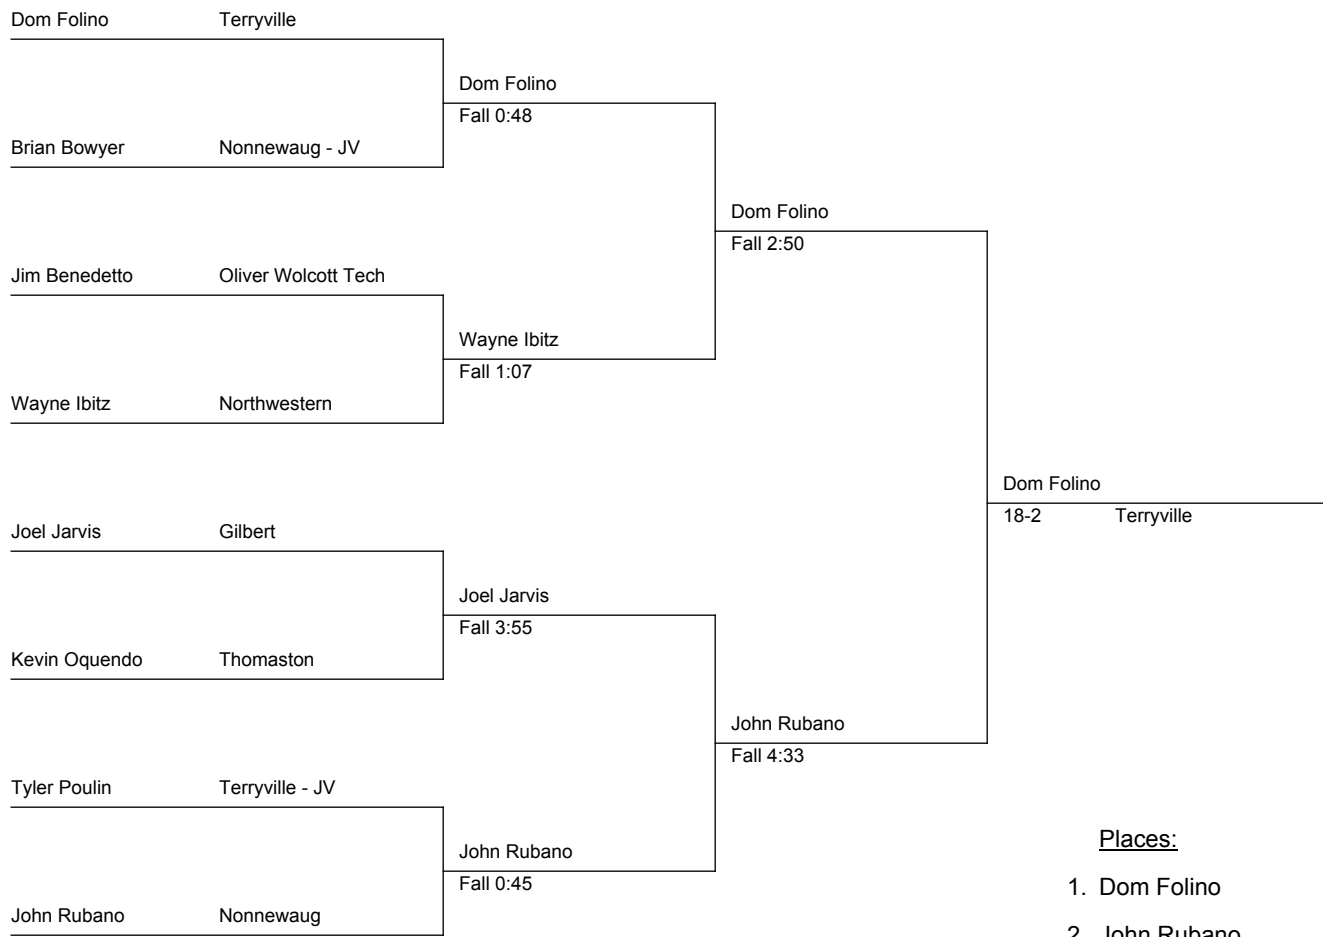 Dom Folino Terryville
Dom Folino
Fall 0:48
Brian Bowyer Nonnewaug - JV
Dom Folino
Fall 2:50
Jim Benedetto Oliver Wolcott Tech
Wayne Ibitz
Fall 1:07
Wayne Ibitz Northwestern
Dom Folino
18-2 Terryville
Joel Jarvis Gilbert
Joel Jarvis
Fall 3:55
Kevin Oquendo Thomaston
John Rubano
Fall 4:33
Tyler Poulin Terryville - JV
Places:
John Rubano
Fall 0:45
1. Dom Folino
John Rubano Nonnewaug
2. John Rubano